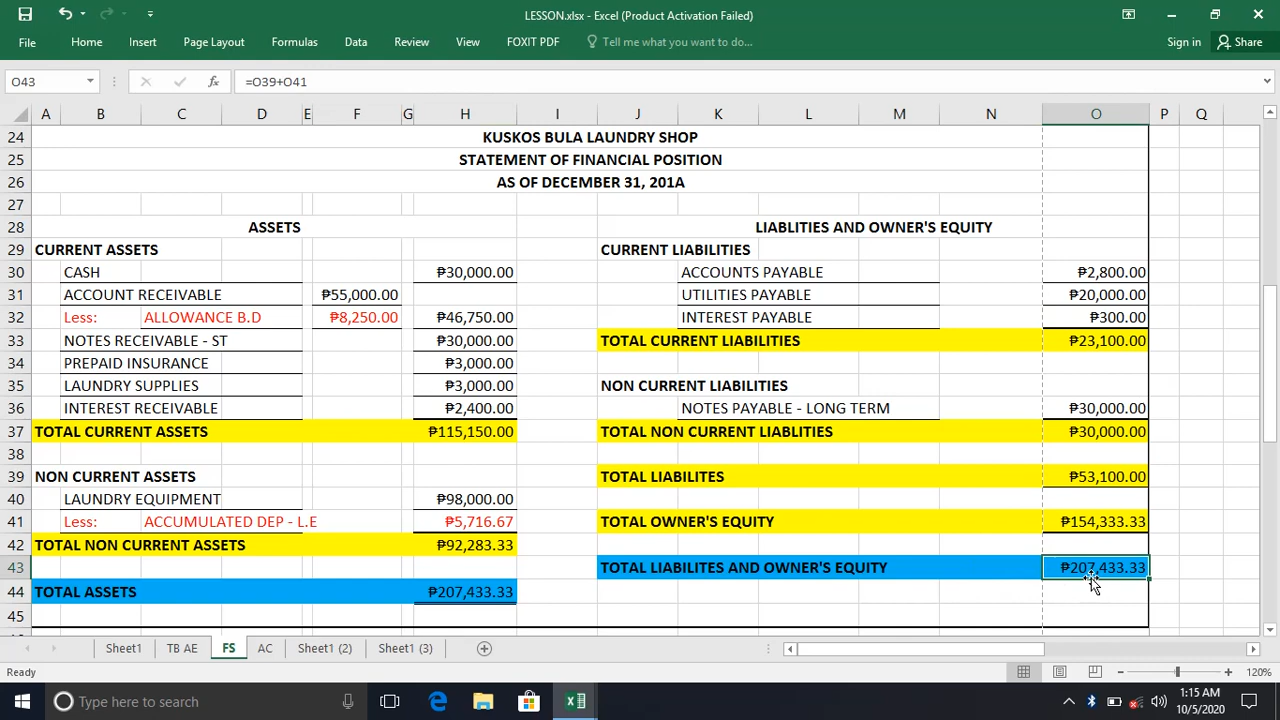 LESSON.xlsx - Excel (Product Activation Failed)
File Home Insert Page Layout Formulas Data Review View FOXIT PDF Tell me what you want to do... Sign in Share
O43 fx =O39+O41
A B C D E F G H I J K L M N O P Q
24 KUSKOS BULA LAUNDRY SHOP
25 STATEMENT OF FINANCIAL POSITION
26 AS OF DECEMBER 31, 201A
27
28 ASSETS LIABLITIES AND OWNER'S EQUITY
29 CURRENT ASSETS CURRENT LIABILITIES
30 CASH ₱30,000.00 ACCOUNTS PAYABLE ₱2,800.00
31 ACCOUNT RECEIVABLE ₱55,000.00 UTILITIES PAYABLE ₱20,000.00
32 Less: ALLOWANCE B.D ₱8,250.00 ₱46,750.00 INTEREST PAYABLE ₱300.00
33 NOTES RECEIVABLE - ST ₱30,000.00 TOTAL CURRENT LIABILITIES ₱23,100.00
34 PREPAID INSURANCE ₱3,000.00
35 LAUNDRY SUPPLIES ₱3,000.00 NON CURRENT LIABILITIES
36 INTEREST RECEIVABLE ₱2,400.00 NOTES PAYABLE - LONG TERM ₱30,000.00
37 TOTAL CURRENT ASSETS ₱115,150.00 TOTAL NON CURRENT LIABLITIES ₱30,000.00
38
39 NON CURRENT ASSETS TOTAL LIABILITES ₱53,100.00
40 LAUNDRY EQUIPMENT ₱98,000.00
41 Less: ACCUMULATED DEP - L.E ₱5,716.67 TOTAL OWNER'S EQUITY ₱154,333.33
42 TOTAL NON CURRENT ASSETS ₱92,283.33
43 TOTAL LIABILITES AND OWNER'S EQUITY ₱207,433.33
44 TOTAL ASSETS ₱207,433.33
45
Sheet1 TB AE FS AC Sheet1 (2) Sheet1 (3)
Ready 120%
Type here to search
1:15 AM
10/5/2020